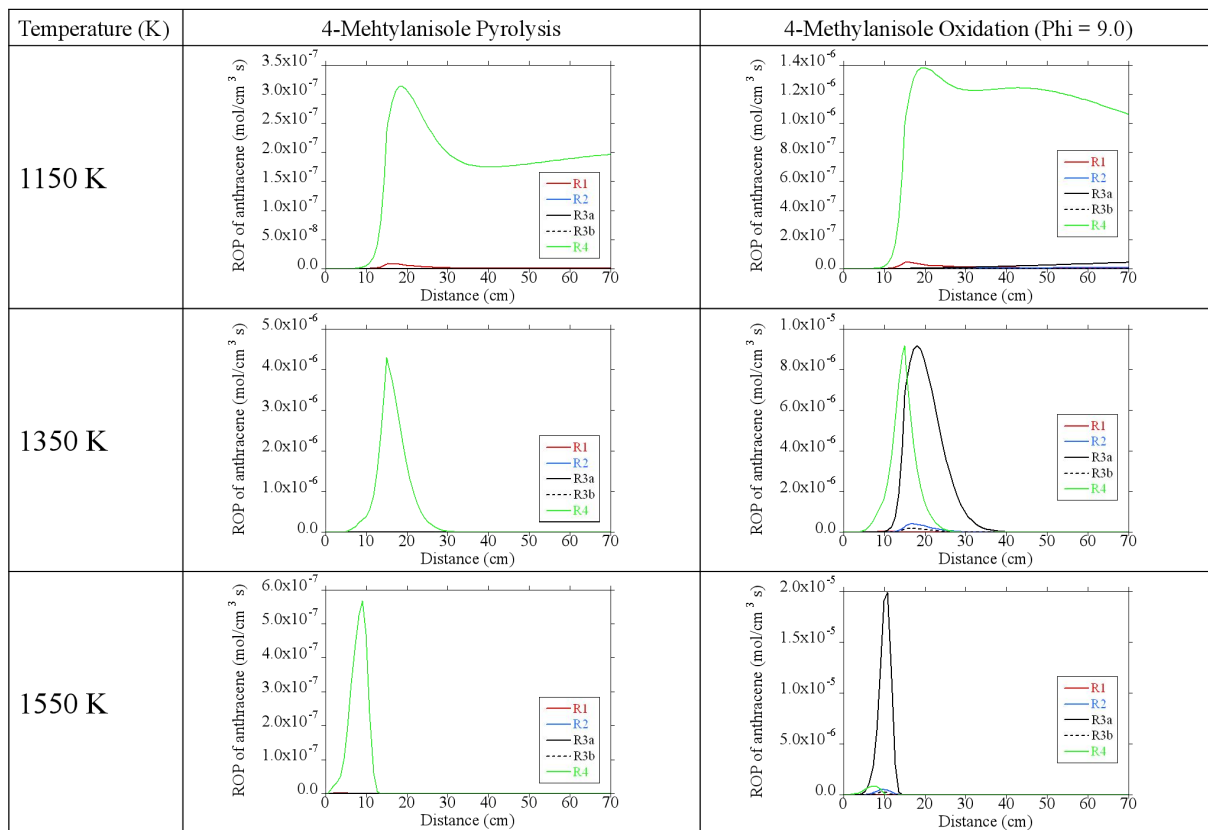 Temperature (K)
4-Mehtylanisole Pyrolysis
4-Methylanisole Oxidation (Phi = 9.0)
1150 K
ROP of anthracene (mol/cm³ s)
3.5x10-7
3.0x10-7
2.5x10-7
2.0x10-7
1.5x10-7
1.0x10-7
5.0x10-8
0.0
0 10 20 30 40 50 60 70
Distance (cm)
R1
R2
R3a
R3b
R4
ROP of anthracene (mol/cm³ s)
1.4x10-6
1.2x10-6
1.0x10-6
8.0x10-7
6.0x10-7
4.0x10-7
2.0x10-7
0.0
0 10 20 30 40 50 60 70
Distance (cm)
R1
R2
R3a
R3b
R4
1350 K
ROP of anthracene (mol/cm³ s)
5.0x10-6
4.0x10-6
3.0x10-6
2.0x10-6
1.0x10-6
0.0
0 10 20 30 40 50 60 70
Distance (cm)
R1
R2
R3a
R3b
R4
ROP of anthracene (mol/cm³ s)
1.0x10-5
8.0x10-6
6.0x10-6
4.0x10-6
2.0x10-6
0.0
0 10 20 30 40 50 60 70
Distance (cm)
R1
R2
R3a
R3b
R4
1550 K
ROP of anthracene (mol/cm³ s)
6.0x10-7
5.0x10-7
4.0x10-7
3.0x10-7
2.0x10-7
1.0x10-7
0.0
0 10 20 30 40 50 60 70
Distance (cm)
R1
R2
R3a
R3b
R4
ROP of anthracene (mol/cm³ s)
2.0x10-5
1.5x10-5
1.0x10-5
5.0x10-6
0.0
0 10 20 30 40 50 60 70
Distance (cm)
R1
R2
R3a
R3b
R4